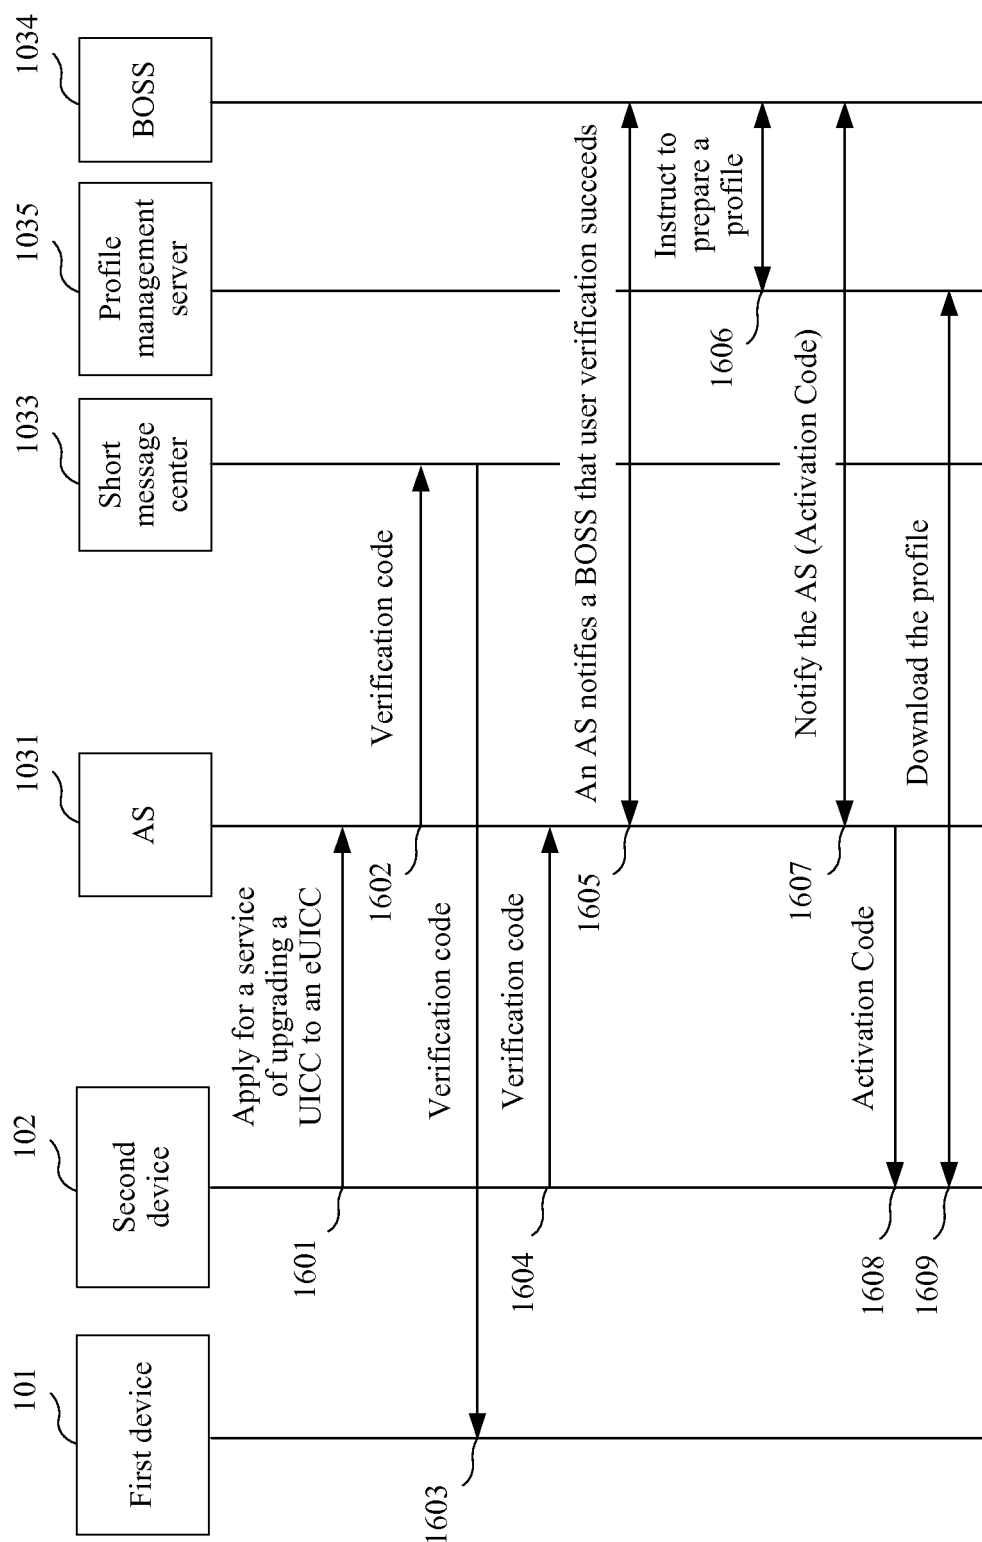 101
First device
102
Second
device
1031
AS
1033
Short
message
center
1035
Profile
management
server
1034
BOSS
1601
Apply for a service
of upgrading a
UICC to an eUICC
1602
Verification code
1603
Verification code
1604
Verification code
1605
An AS notifies a BOSS that user verification succeeds
1606
Instruct to
prepare a
profile
1607
Notify the AS (Activation Code)
1608
Activation Code
1609
Download the profile